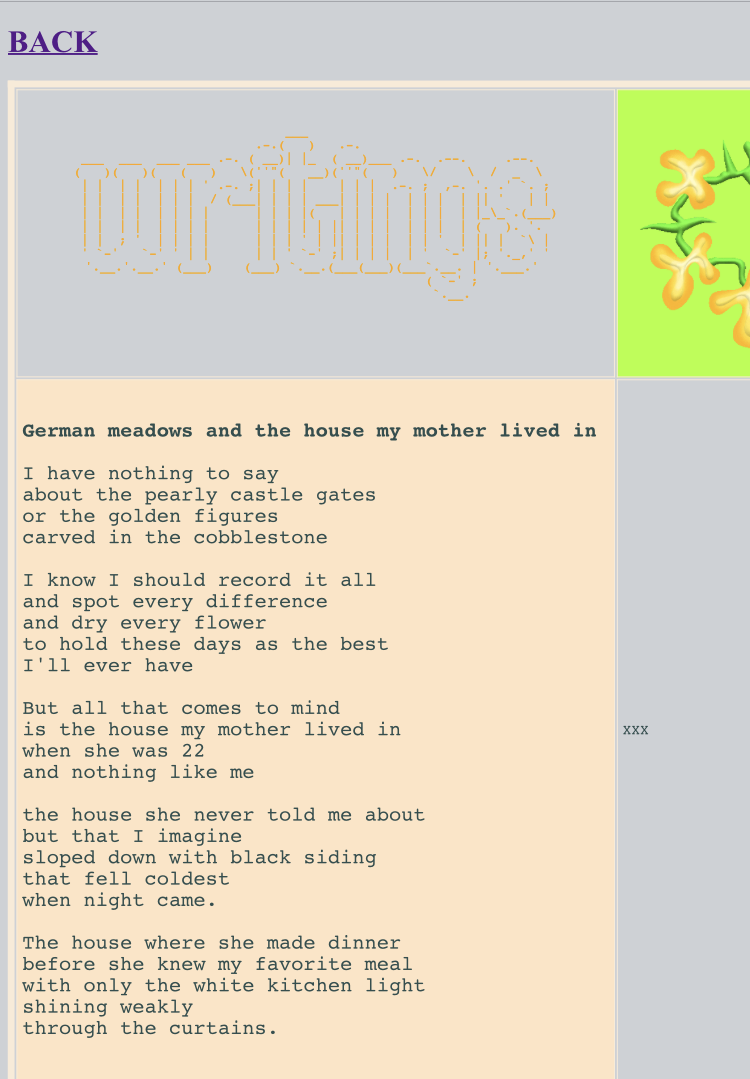 BACK
writings
German meadows and the house my mother lived in
I have nothing to say
about the pearly castle gates
or the golden figures
carved in the cobblestone
I know I should record it all
and spot every difference
and dry every flower
to hold these days as the best
I'll ever have
But all that comes to mind
is the house my mother lived in
when she was 22
and nothing like me
the house she never told me about
but that I imagine
sloped down with black siding
that fell coldest
when night came.
The house where she made dinner
before she knew my favorite meal
with only the white kitchen light
shining weakly
through the curtains.
xxx